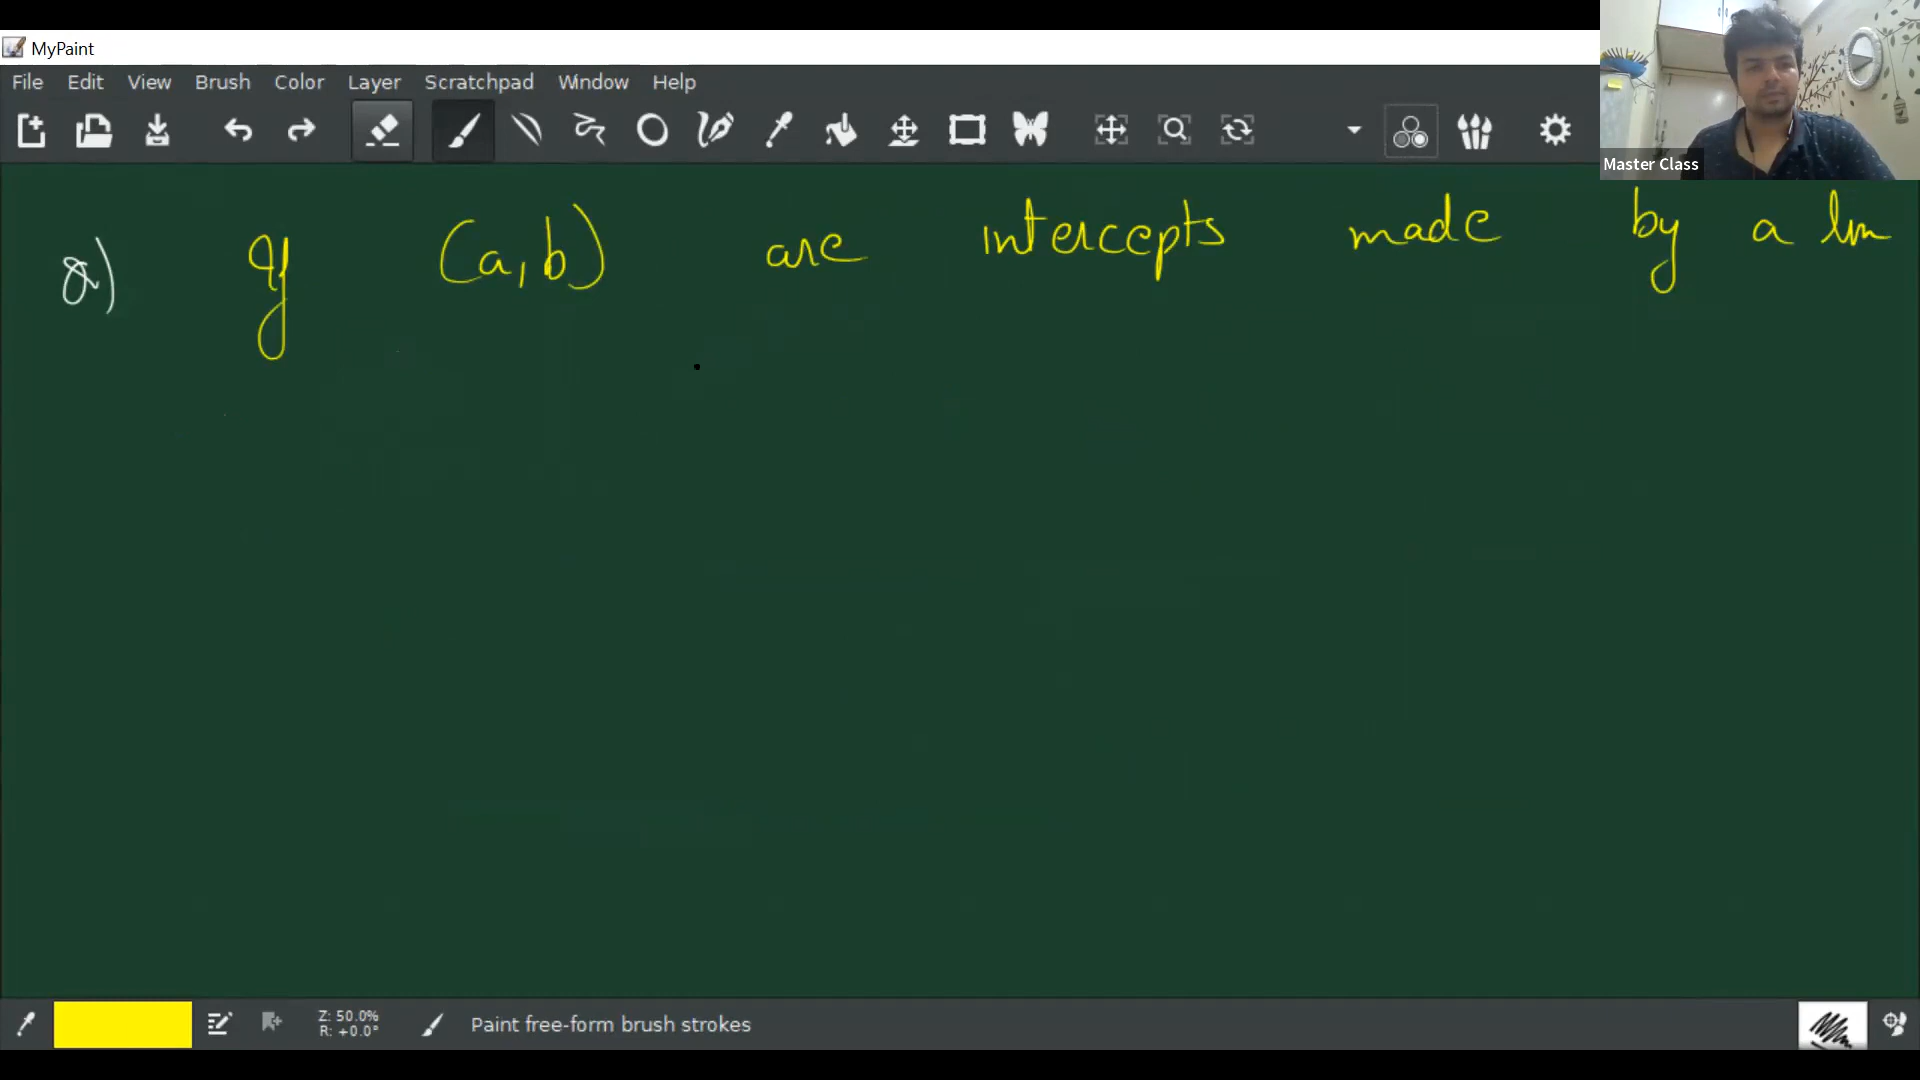 MyPaint
File Edit View Brush Color Layer Scratchpad Window Help
Master Class
Q) If (a, b) are intercepts made by a
Z: 50.0%
R: +0.0°
Paint free-form brush strokes